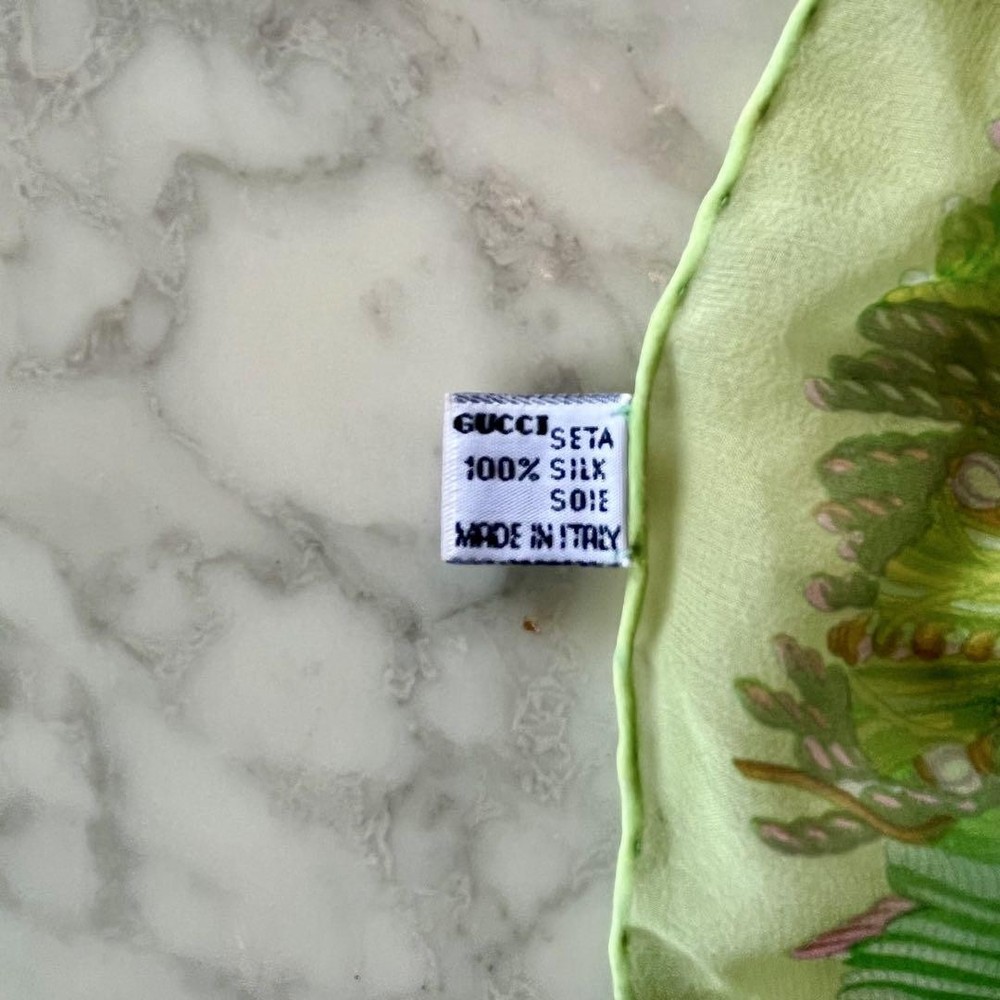 GUCCI
SETA
100% SILK
SOIE
MADE IN ITALY